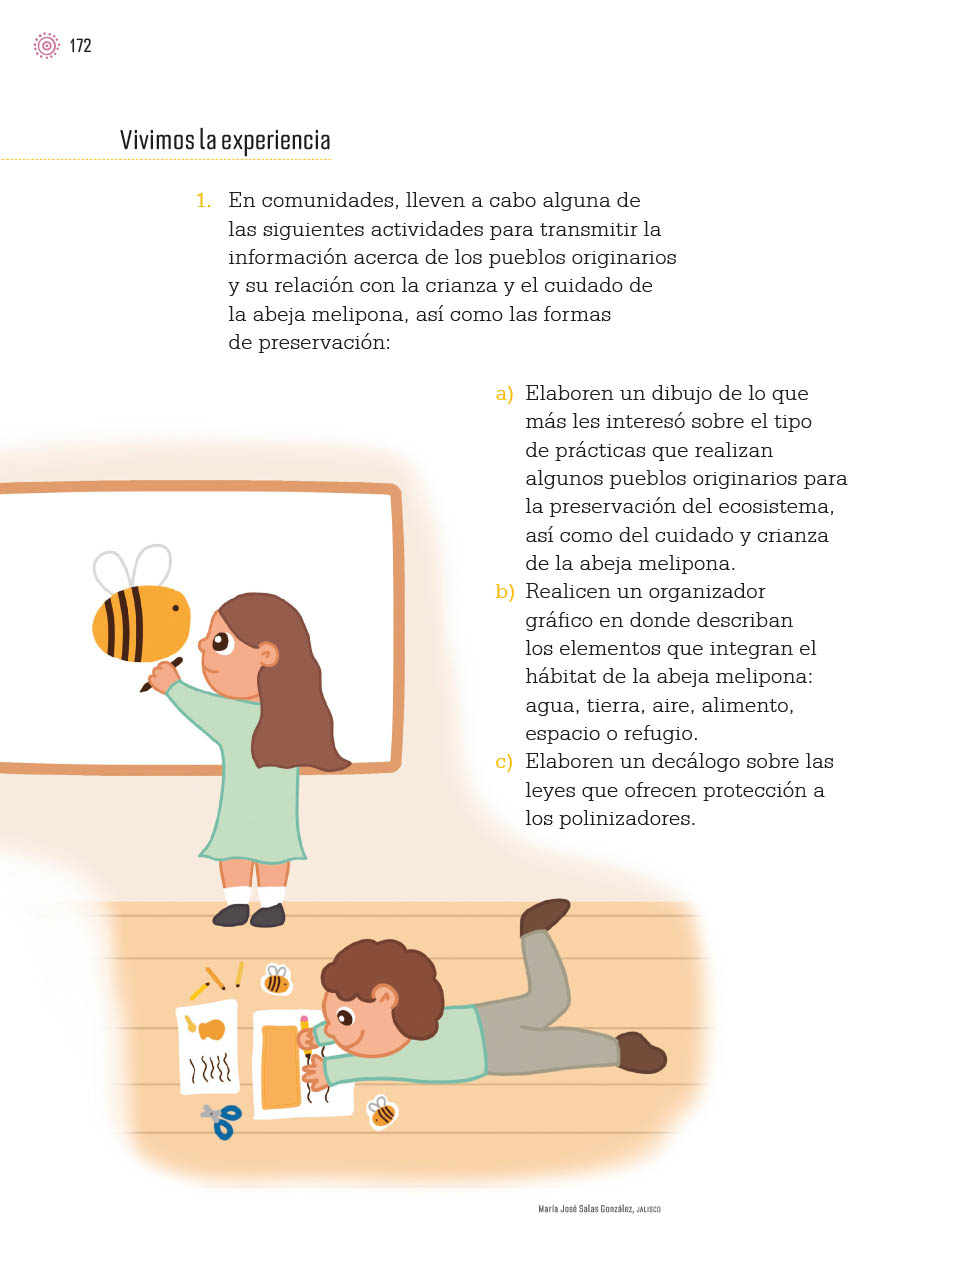 172
Vivimos la experiencia
1. En comunidades, lleven a cabo alguna de
las siguientes actividades para transmitir la
información acerca de los pueblos originarios
y su relación con la crianza y el cuidado de
la abeja melipona, así como las formas
de preservación:
a) Elaboren un dibujo de lo que
más les interesó sobre el tipo
de prácticas que realizan
algunos pueblos originarios para
la preservación del ecosistema,
así como del cuidado y crianza
de la abeja melipona.
b) Realicen un organizador
gráfico en donde describan
los elementos que integran el
hábitat de la abeja melipona:
agua, tierra, aire, alimento,
espacio o refugio.
c) Elaboren un decálogo sobre las
leyes que ofrecen protección a
los polinizadores.
María José Salas González, JALISCO